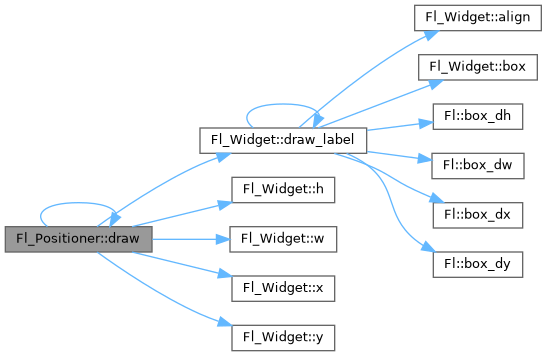 Fl_Widget::align
Fl_Widget::box
Fl::box_dh
Fl_Widget::draw_label
Fl::box_dw
Fl_Widget::h
Fl::box_dx
Fl_Positioner::draw
Fl_Widget::w
Fl::box_dy
Fl_Widget::x
Fl_Widget::y